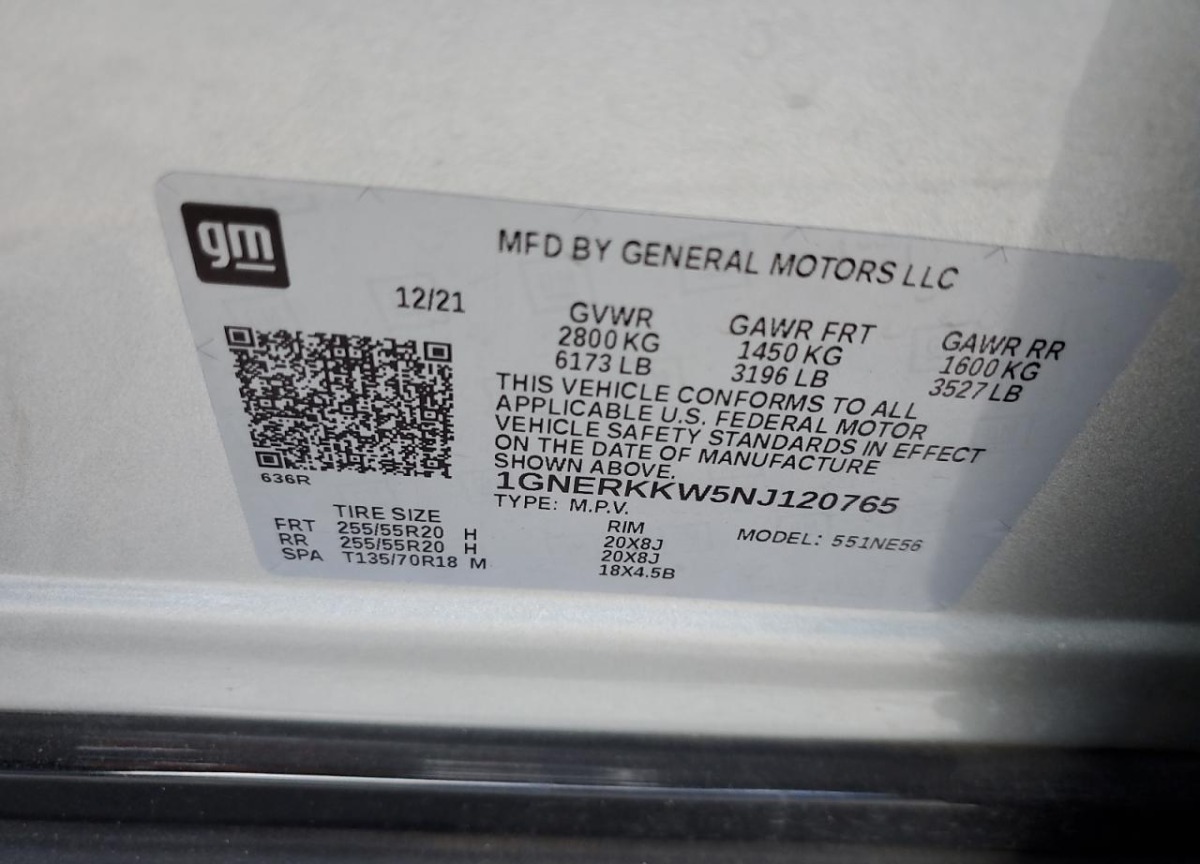 gm
MFD BY GENERAL MOTORS LLC
12/21
GVWR GAWR FRT GAWR RR
2800 KG 1450 KG 1600 KG
6173 LB 3196 LB 3527 LB
THIS VEHICLE CONFORMS TO ALL
APPLICABLE U.S. FEDERAL MOTOR
VEHICLE SAFETY STANDARDS IN EFFECT
ON THE DATE OF MANUFACTURE
SHOWN ABOVE.
636R
1GNERKKW5NJ120765
TYPE: M.P.V.
MODEL: 551NE56
TIRE SIZE RIM
FRT 255/55R20 H 20X8J
RR 255/55R20 H 20X8J
SPA T135/70R18 M 18X4.5B